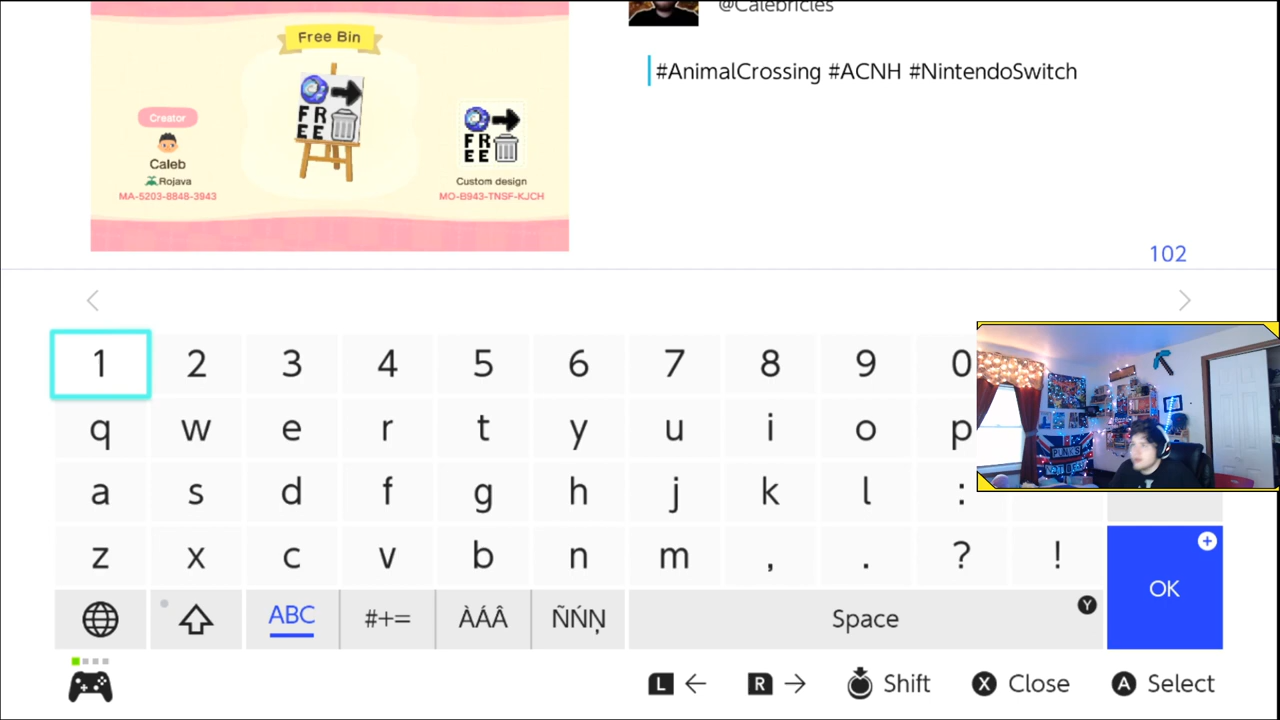 @Calebricles
#AnimalCrossing #ACNH #NintendoSwitch
Free Bin
FR
EE
FR
EE
Creator
Caleb
Rojava
MA-5203-8848-3943
Custom design
MO-B943-TNSF-KJCH
102
1 2 3 4 5 6 7 8 9 0
q w e r t y u i o p
a s d f g h j k l :
z x c v b n m , . ? !
ABC #+= ÀÁÂ ÑŃŅ Space Y
+ OK
L ← R → Shift X Close A Select
PUNKS